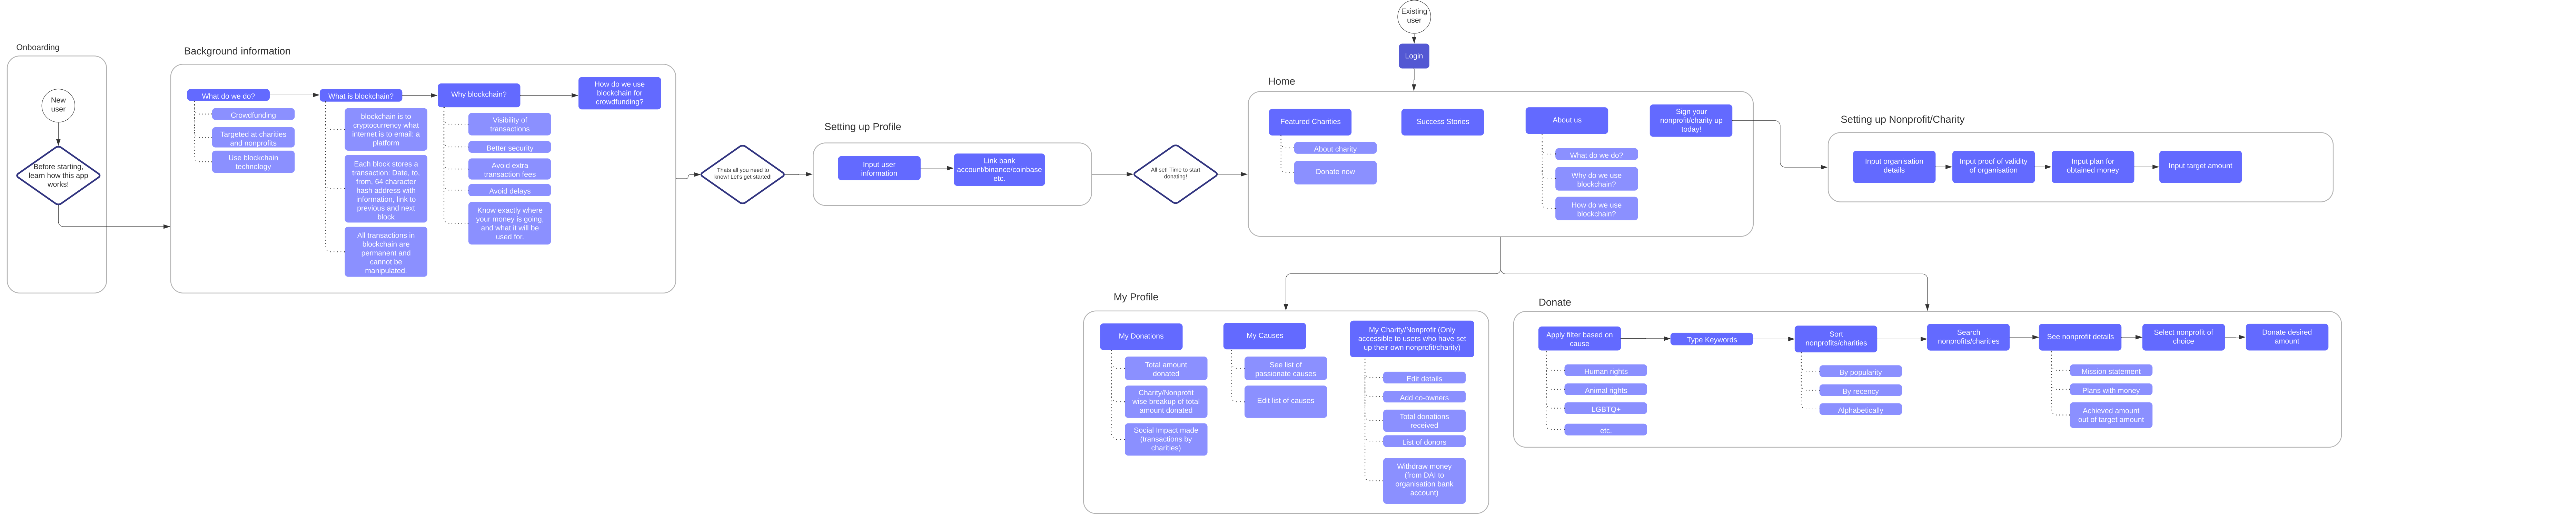 Onboarding
New
user
Before starting,
learn how this app
works!
Background information
What do we do?
Crowdfunding
Targeted at charities
and nonprofits
Use blockchain
technology
What is blockchain?
blockchain is to
cryptocurrency what
internet is to email: a
platform
Each block stores a
transaction: Date, to,
from, 64 character
hash address with
information, link to
previous and next
block
All transactions in
blockchain are
permanent and
cannot be
manipulated.
Why blockchain?
Visibility of
transactions
Better security
Avoid extra
transaction fees
Avoid delays
Know exactly where
your money is going,
and what it will be
used for.
How do we use
blockchain for
crowdfunding?
Thats all you need to
know! Let's get started!
Setting up Profile
Input user
information
Link bank
account/binance/coinbase
etc.
All set! Time to start
donating!
Existing
user
Login
Home
Featured Charities
About charity
Donate now
Success Stories
About us
What do we do?
Why do we use
blockchain?
How do we use
blockchain?
Sign your
nonprofit/charity up
today!
Setting up Nonprofit/Charity
Input organisation
details
Input proof of validity
of organisation
Input plan for
obtained money
Input target amount
My Profile
My Donations
Total amount
donated
Charity/Nonprofit
wise breakup of total
amount donated
Social Impact made
(transactions by
charities)
My Causes
See list of
passionate causes
Edit list of causes
My Charity/Nonprofit (Only
accessible to users who have set
up their own nonprofit/charity)
Edit details
Add co-owners
Total donations
received
List of donors
Withdraw money
(from DAI to
organisation bank
account)
Donate
Apply filter based on
cause
Human rights
Animal rights
LGBTQ+
etc.
Type Keywords
Sort
nonprofits/charities
By popularity
By recency
Alphabetically
Search
nonprofits/charities
See nonprofit details
Mission statement
Plans with money
Achieved amount
out of target amount
Select nonprofit of
choice
Donate desired
amount